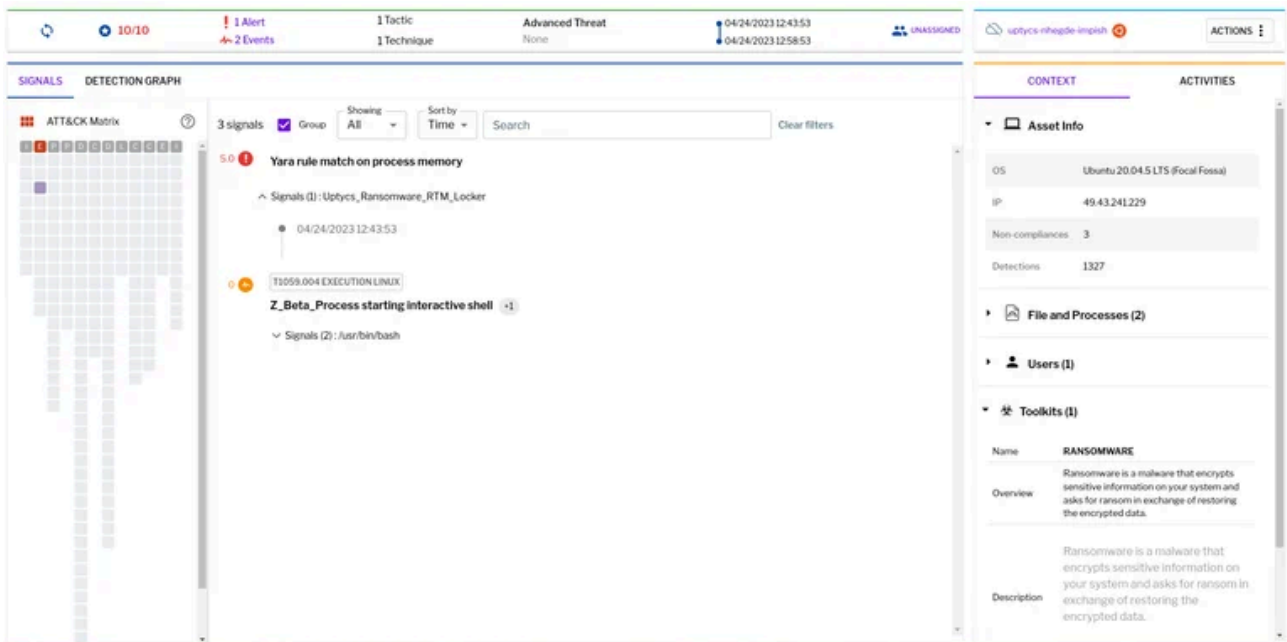 10/10
1 Alert
2 Events
1 Tactic
1 Technique
Advanced Threat
None
04/24/2023 12:43:53
04/24/2023 12:58:53
UNASSIGNED
uptycs-nhegde-impish
ACTIONS
SIGNALS
DETECTION GRAPH
CONTEXT
ACTIVITIES
ATT&CK Matrix
I E P P D C D L C C E I
3 signals
Group
Showing
All
Sort by
Time
Search
Clear filters
5.0
Yara rule match on process memory
Signals (1) : Uptycs_Ransomware_RTM_Locker
04/24/2023 12:43:53
0
T1059.004 EXECUTION LINUX
Z_Beta_Process starting interactive shell +1
Signals (2) : /usr/bin/bash
Asset Info
OS Ubuntu 20.04.5 LTS (Focal Fossa)
IP 49.43.241.229
Non-compliances 3
Detections 1327
File and Processes (2)
Users (1)
Toolkits (1)
Name RANSOMWARE
Overview
Ransomware is a malware that encrypts
sensitive information on your system and
asks for ransom in exchange of restoring
the encrypted data.
Description
Ransomware is a malware that
encrypts sensitive information on
your system and asks for ransom in
exchange of restoring the
encrypted data.